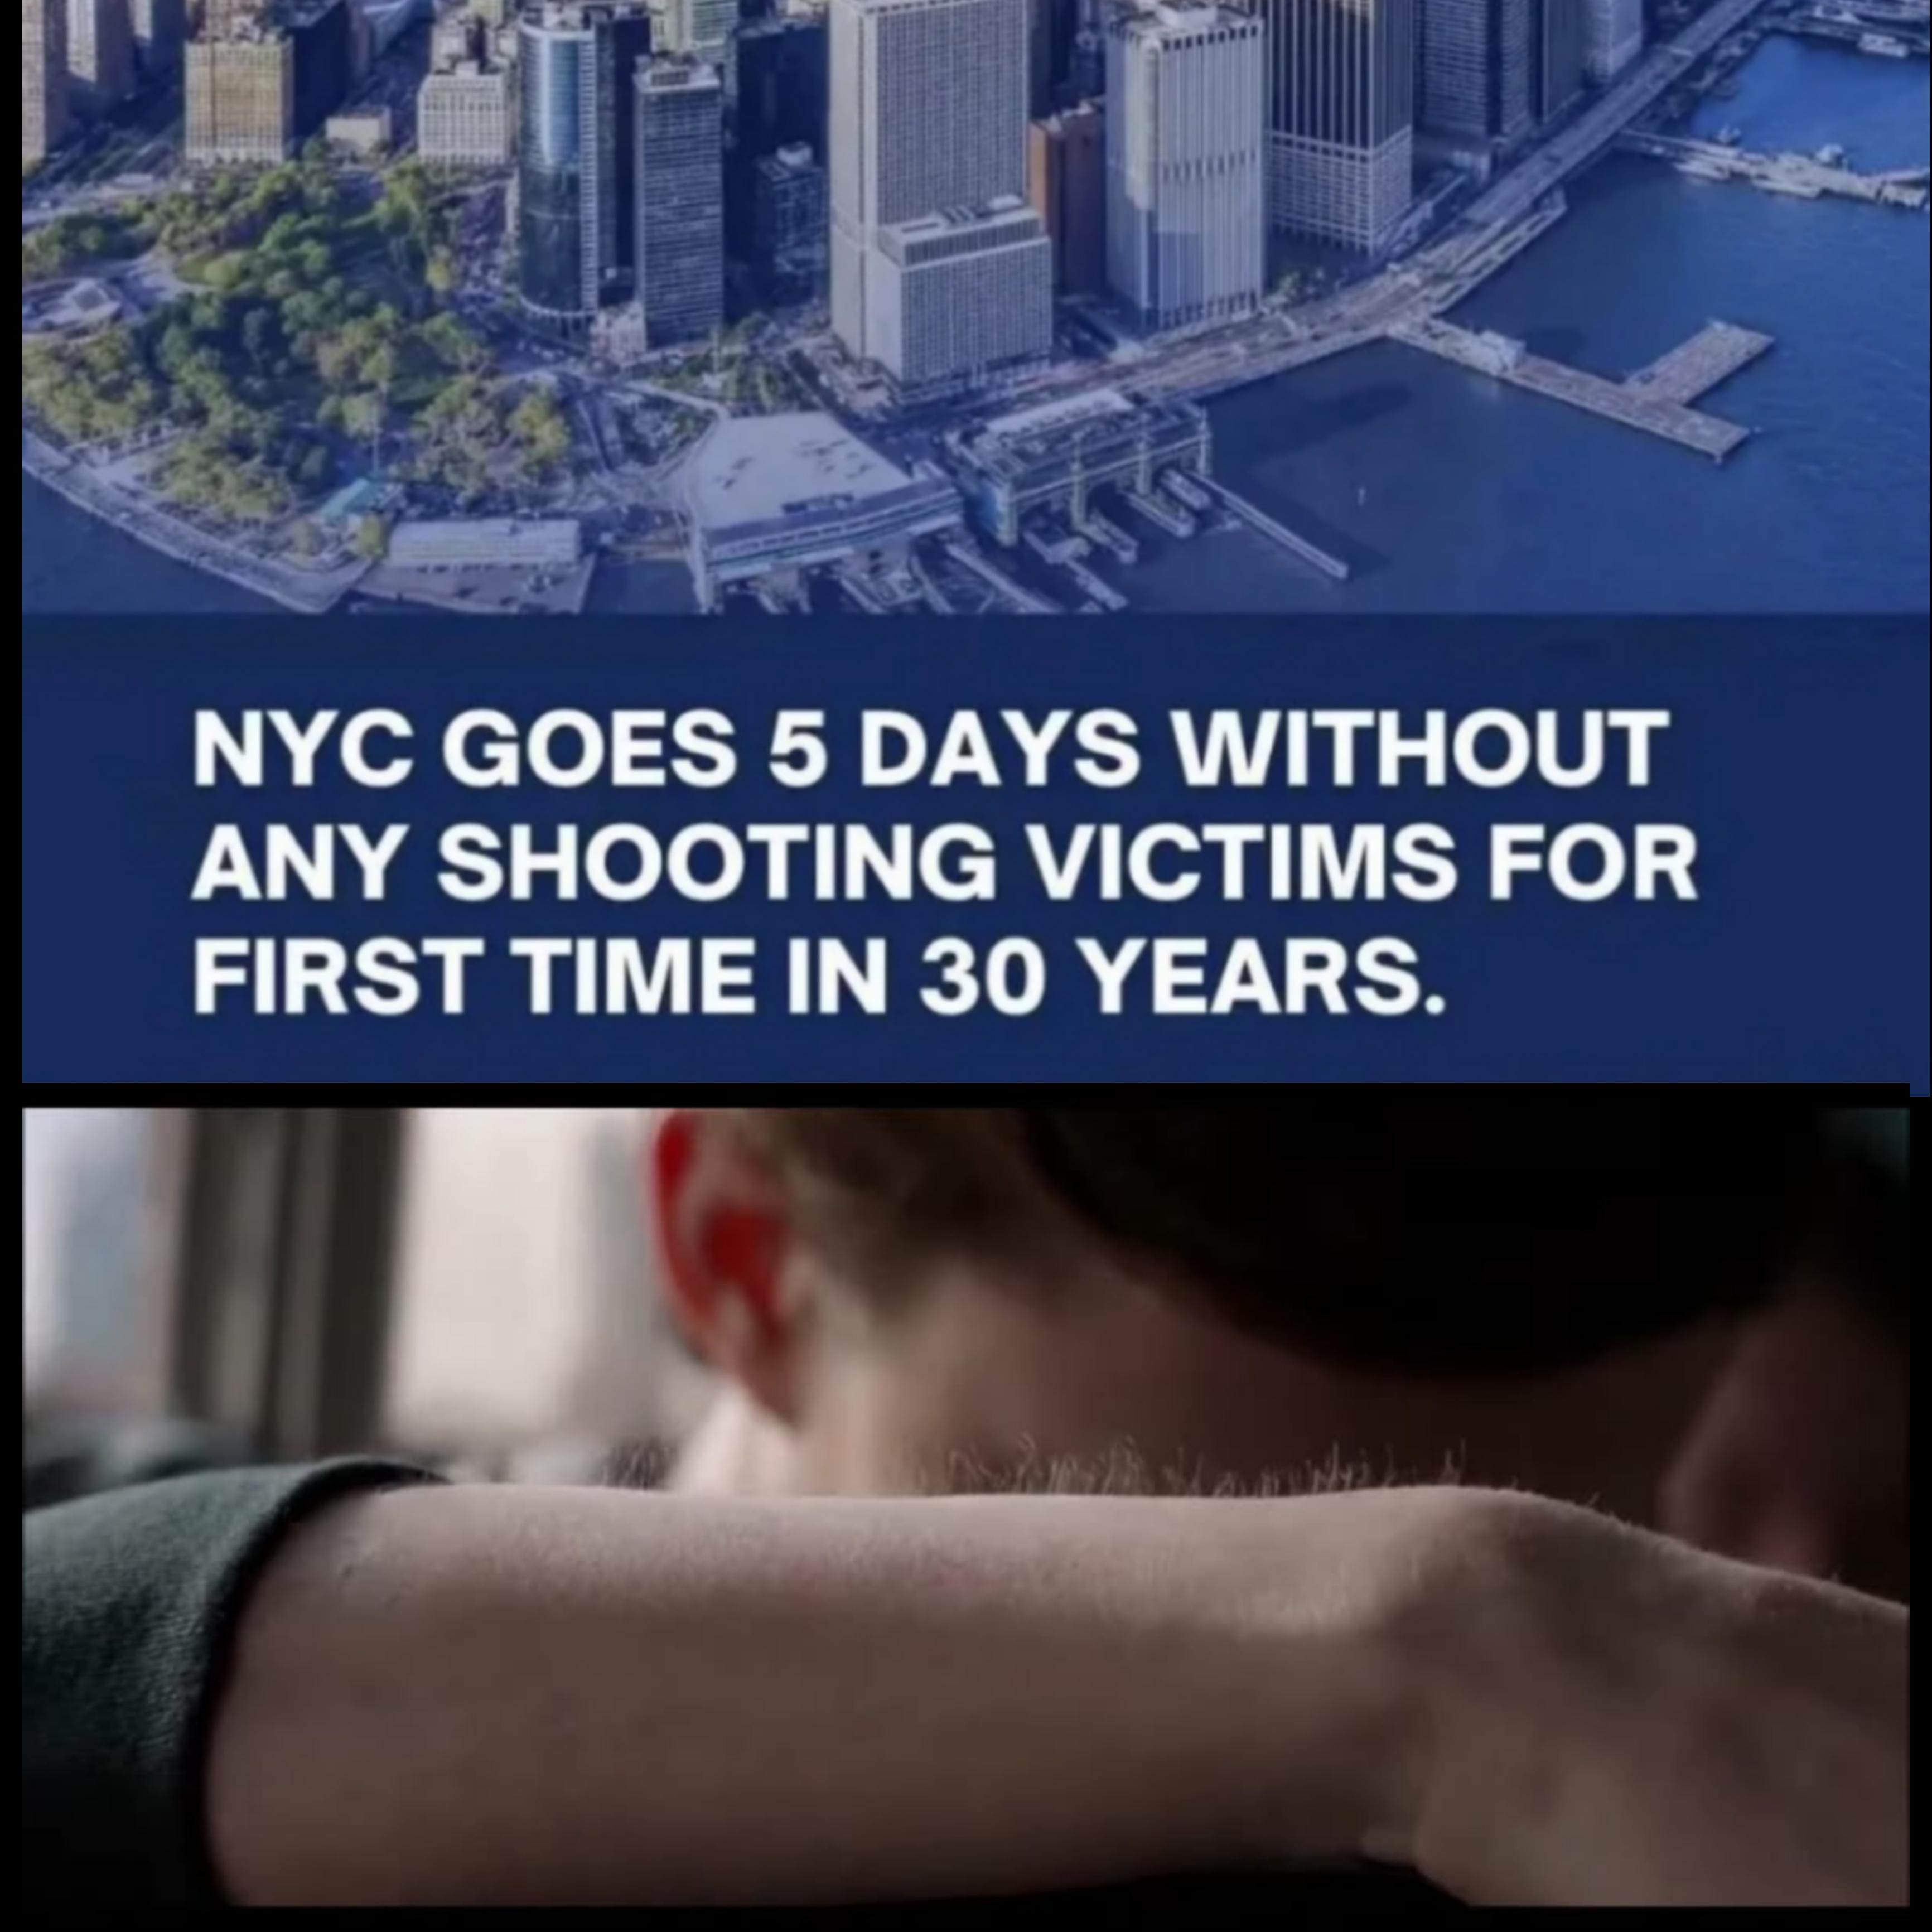 NYC GOES 5 DAYS WITHOUT
ANY SHOOTING VICTIMS FOR
FIRST TIME IN 30 YEARS.